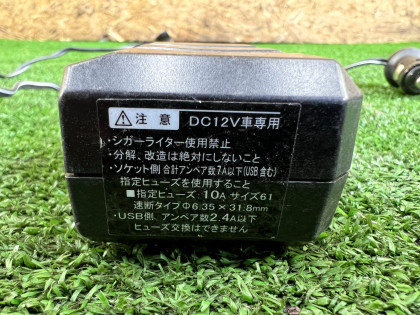 ⚠注意 DC12V車専用
・シガーライター使用禁止
・分解、改造は絶対にしないこと
・ソケット側 合計アンペア数7A以下(USB含む)
指定ヒューズを使用すること
■指定ヒューズ:10A サイズ61
速断タイプΦ6.35×31.8mm
・USB側、アンペア数2.4A以下
ヒューズ交換はできません